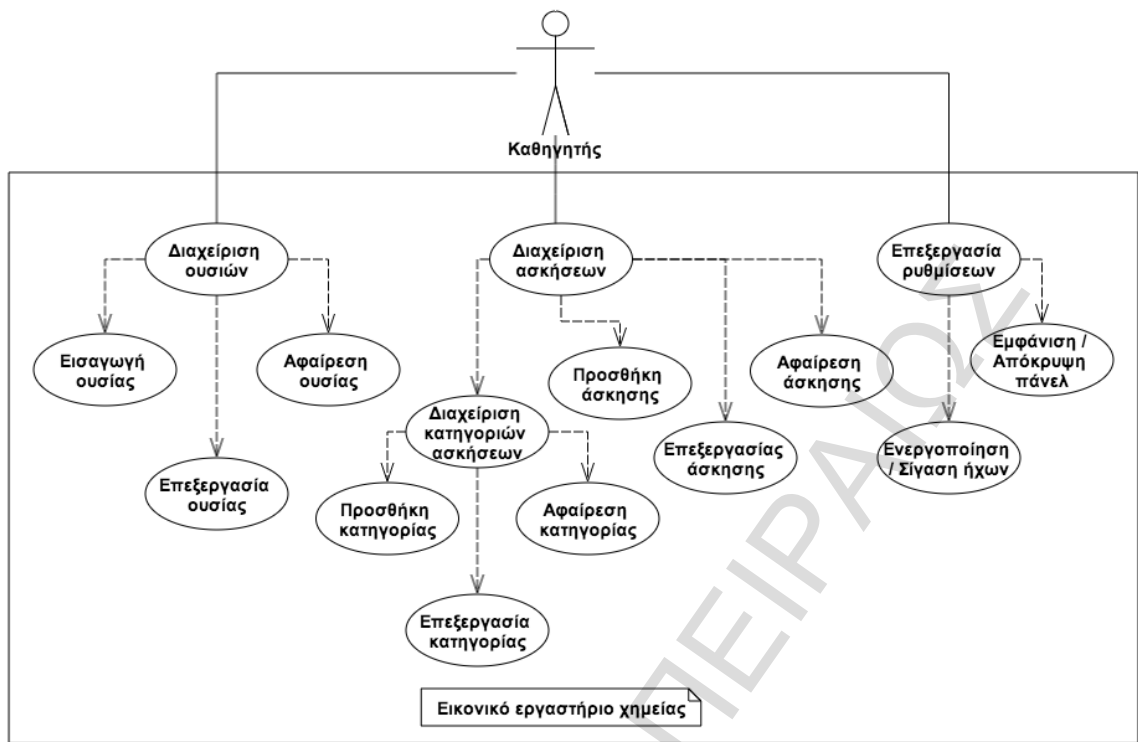 Καθηγητής
Διαχείριση
ουσιών
Διαχείριση
ασκήσεων
Επεξεργασία
ρυθμίσεων
Εισαγωγή
ουσίας
Αφαίρεση
ουσίας
Προσθήκη
άσκησης
Αφαίρεση
άσκησης
Εμφάνιση /
Απόκρυψη
πάνελ
Διαχείριση
κατηγοριών
ασκήσεων
Επεξεργασίας
άσκησης
Ενεργοποίηση
/ Σίγαση ήχων
Επεξεργασία
ουσίας
Προσθήκη
κατηγορίας
Αφαίρεση
κατηγορίας
Επεξεργασία
κατηγορίας
Εικονικό εργαστήριο χημείας
ΠΕΙΡΑΙΩΣ